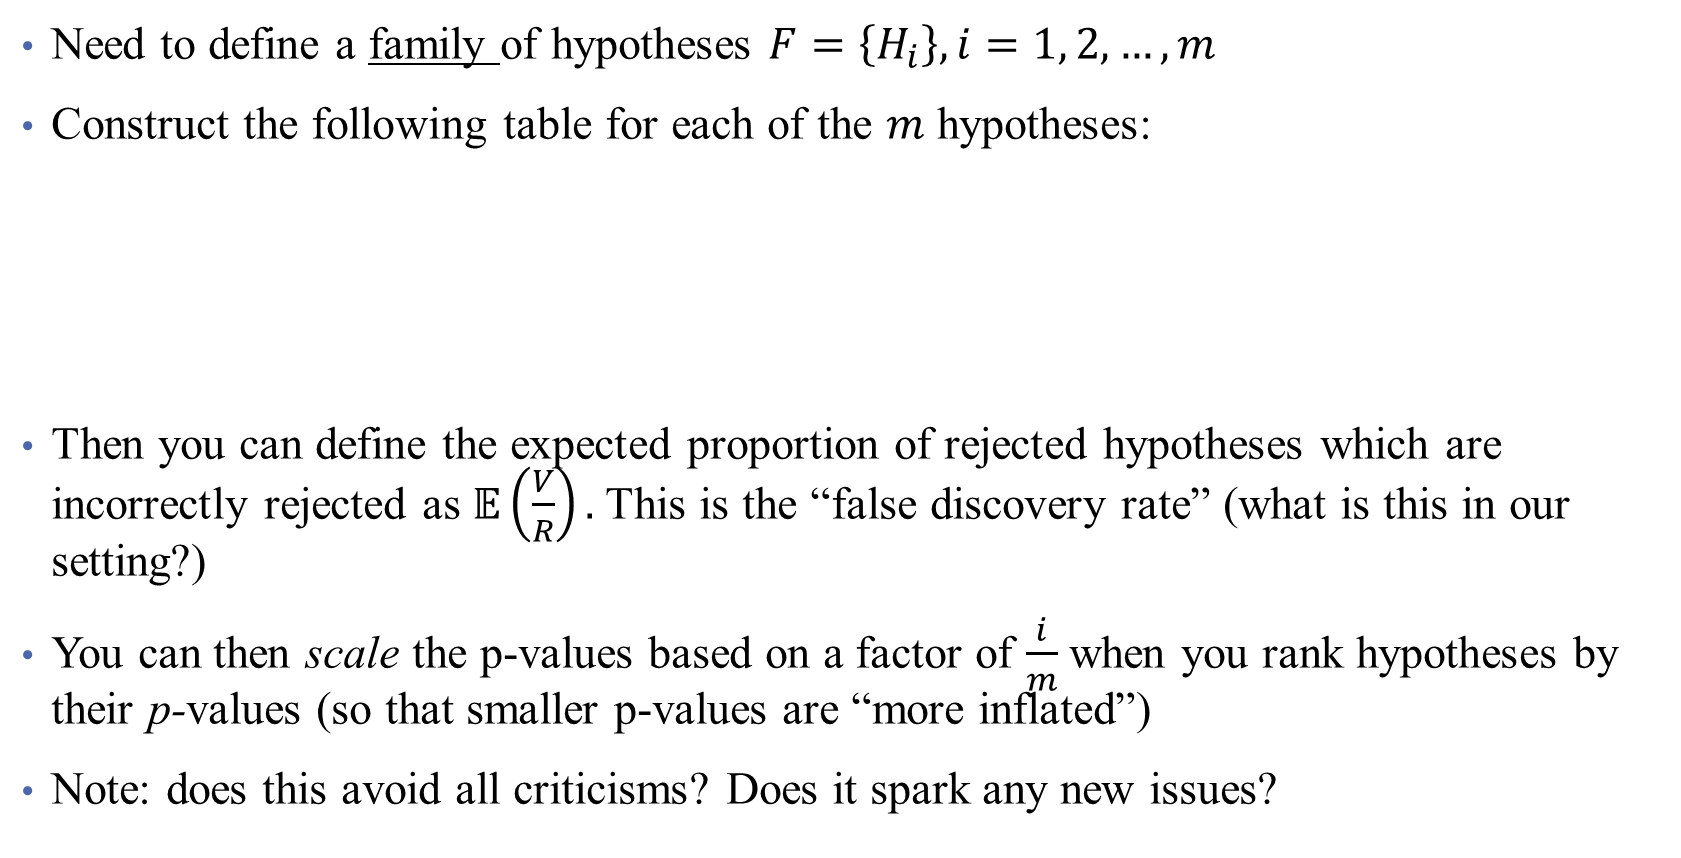 • Need to define a family of hypotheses F = {Hᵢ}, i = 1, 2, … , m
• Construct the following table for each of the m hypotheses:
• Then you can define the expected proportion of rejected hypotheses which are
incorrectly rejected as 𝔼(V/R). This is the “false discovery rate” (what is this in our
setting?)
• You can then scale the p-values based on a factor of i/m when you rank hypotheses by
their p-values (so that smaller p-values are “more inflated”)
• Note: does this avoid all criticisms? Does it spark any new issues?